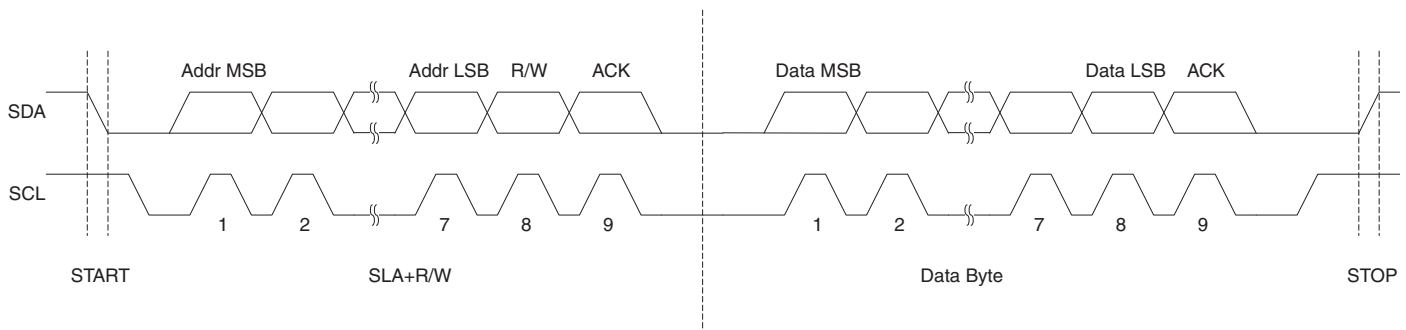 Addr MSB Addr LSB R/W ACK Data MSB Data LSB ACK
SDA
SCL
1 2 7 8 9 1 2 7 8 9
START SLA+R/W Data Byte STOP